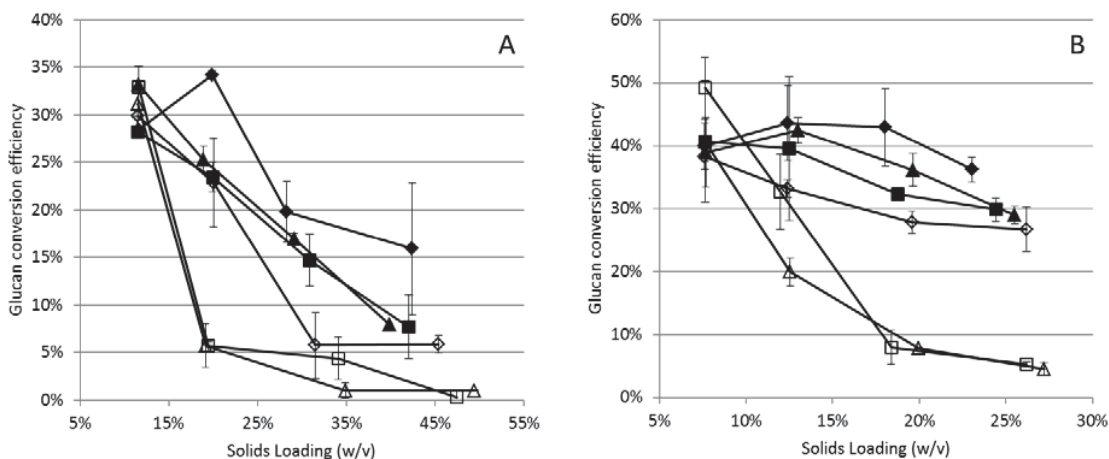 A
Glucan conversion efficiency
40%
35%
30%
25%
20%
15%
10%
5%
0%
5% 15% 25% 35% 45% 55%
Solids Loading (w/v)
B
Glucan conversion efficiency
60%
50%
40%
30%
20%
10%
0%
5% 10% 15% 20% 25% 30%
Solids Loading (w/v)